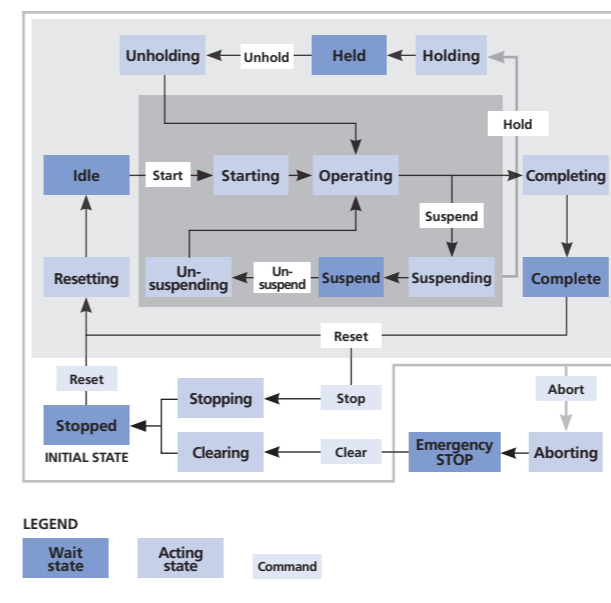 Unholding
Unhold
Held
Holding
Hold
Idle
Start
Starting
Operating
Completing
Suspend
Resetting
Un-
suspending
Un-
suspend
Suspend
Suspending
Complete
Reset
Reset
Stopping
Stop
Abort
Stopped
INITIAL STATE
Clearing
Clear
Emergency
STOP
Aborting
LEGEND
Wait
state
Acting
state
Command